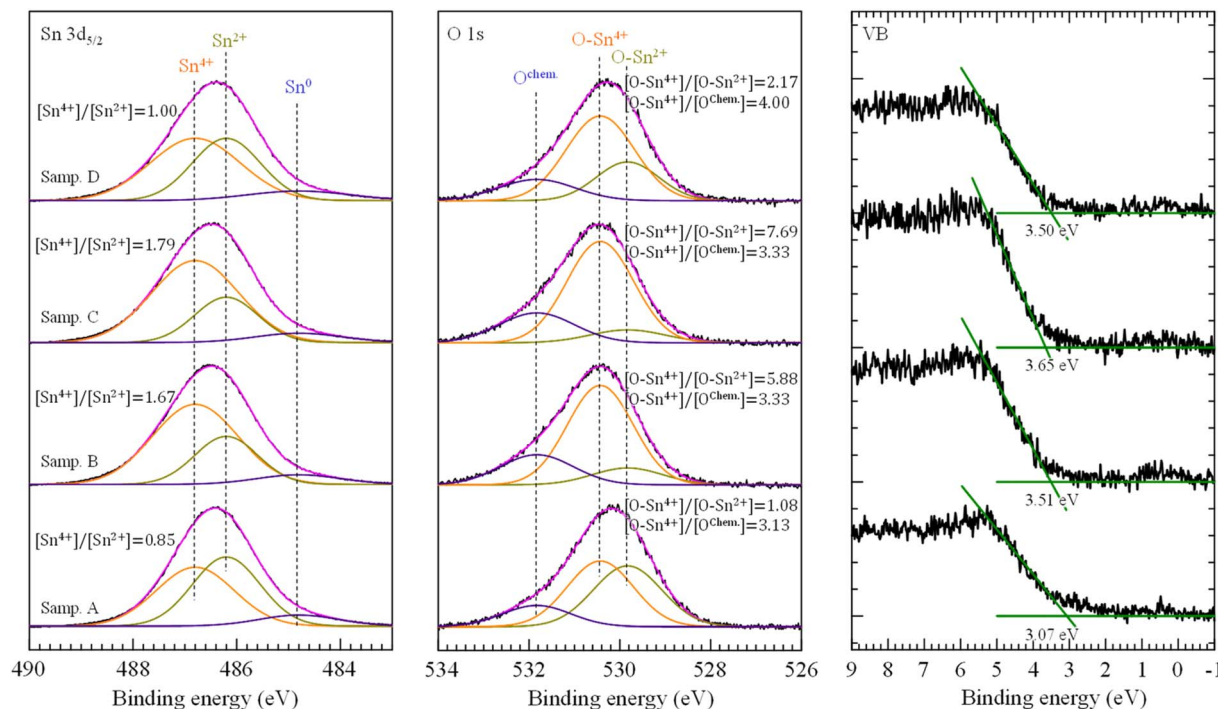 Sn 3d5/2
Sn2+
Sn4+
Sn0
[Sn4+]/[Sn2+]=1.00
Samp. D
[Sn4+]/[Sn2+]=1.79
Samp. C
[Sn4+]/[Sn2+]=1.67
Samp. B
[Sn4+]/[Sn2+]=0.85
Samp. A
490 488 486 484
Binding energy (eV)
O 1s
O-Sn4+
O-Sn2+
Ochem.
[O-Sn4+]/[O-Sn2+]=2.17
[O-Sn4+]/[OChem.]=4.00
[O-Sn4+]/[O-Sn2+]=7.69
[O-Sn4+]/[OChem.]=3.33
[O-Sn4+]/[O-Sn2+]=5.88
[O-Sn4+]/[OChem.]=3.33
[O-Sn4+]/[O-Sn2+]=1.08
[O-Sn4+]/[OChem.]=3.13
534 532 530 528 526
Binding energy (eV)
VB
3.50 eV
3.65 eV
3.51 eV
3.07 eV
9 8 7 6 5 4 3 2 1 0 -1
Binding energy (eV)